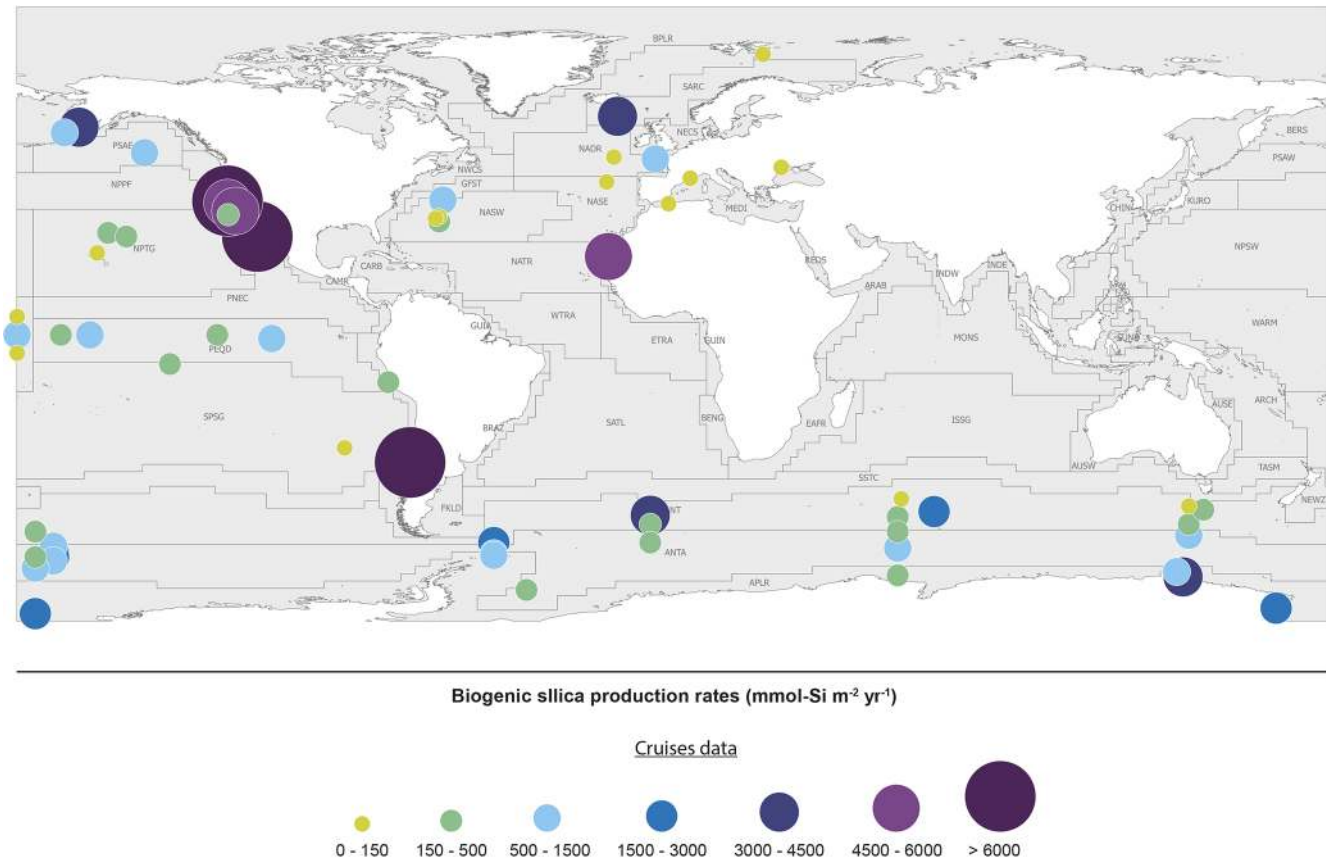 BPLR
SARC
NECS
BERS
PSAE
NADR
PSAW
NWCS
NPPF
GFST
NASW
NASE
MEDI
CHIN
KURO
NPTG
NATR
REDS
INDW
INDE
NPSW
CARB
CAMR
ARAB
PNEC
WTRA
GUIA
ETRA
GUIN
MONS
SUND
WARM
PEQD
SPSG
BRAZ
SATL
BENG
EAFR
ISSG
AUSE
ARCH
AUSW
TASM
SSTC
NEWZ
FKLD
ANTA
APLR
Biogenic sIlica production rates (mmol-Si m⁻² yr⁻¹)
Cruises data
0 - 150 150 - 500 500 - 1500 1500 - 3000 3000 - 4500 4500 - 6000 > 6000